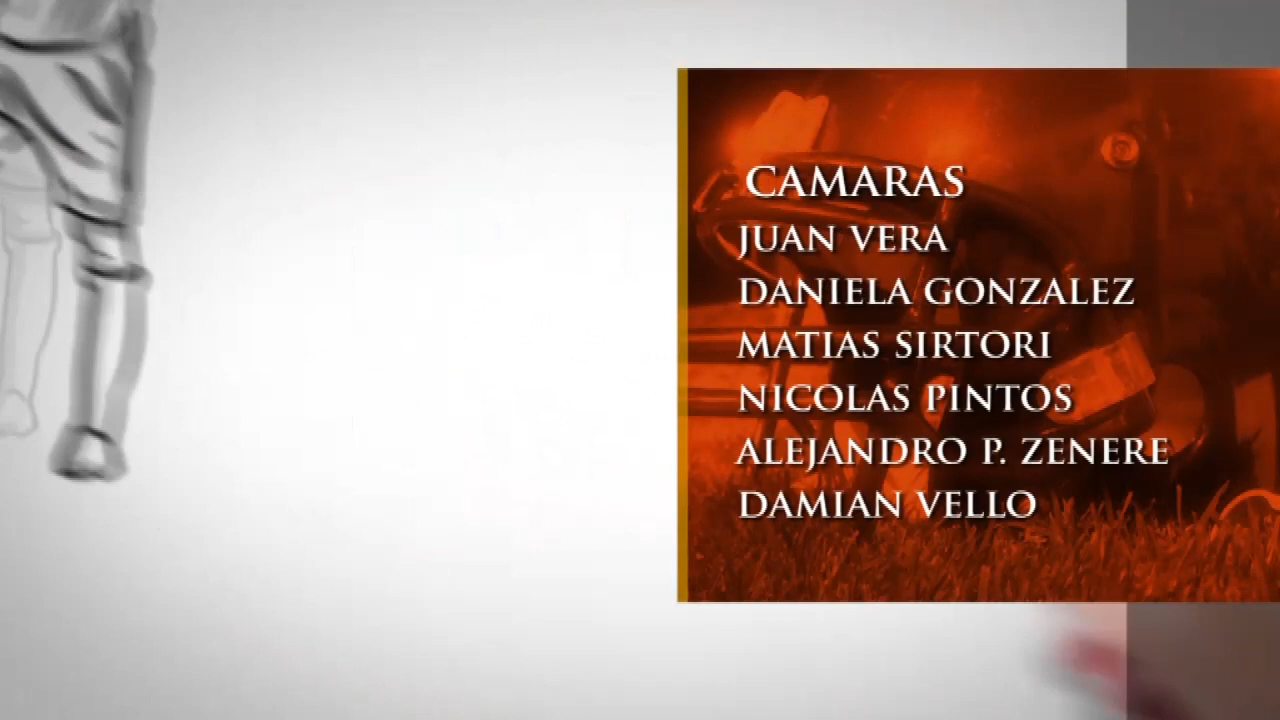 CAMARAS
JUAN VERA
DANIELA GONZALEZ
MATIAS SIRTORI
NICOLAS PINTOS
ALEJANDRO P. ZENERE
DAMIAN VELLO